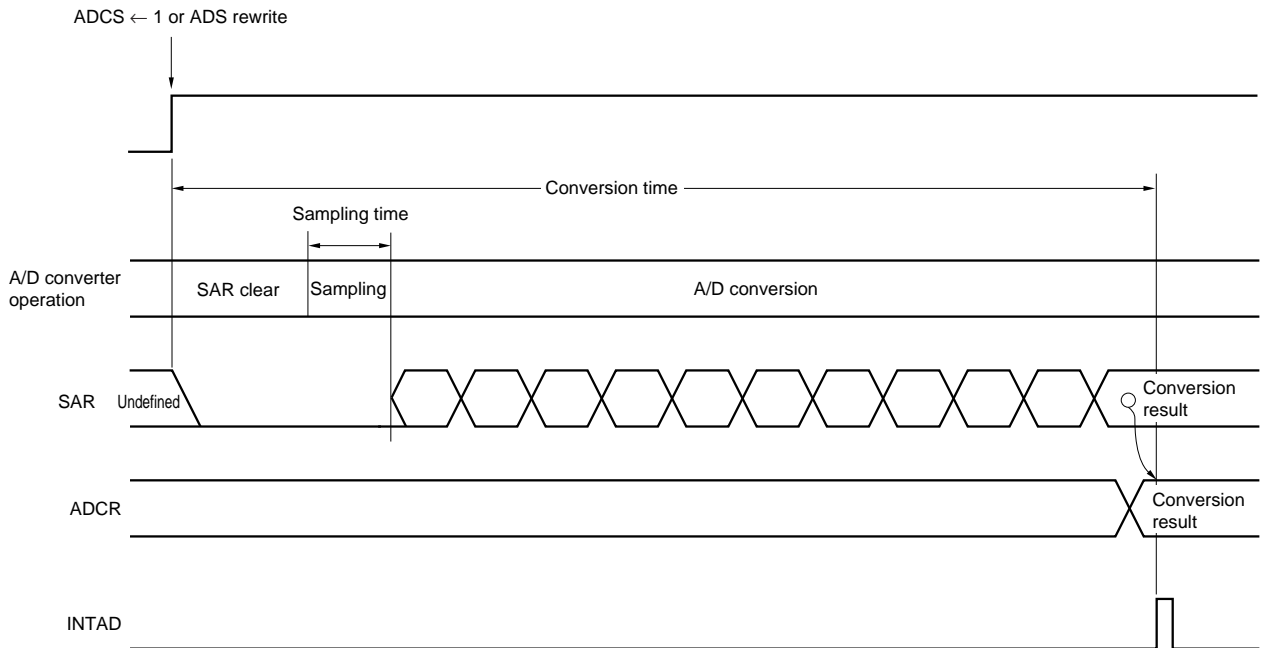 ADCS ← 1 or ADS rewrite
Conversion time
Sampling time
A/D converter
operation
SAR clear
Sampling
A/D conversion
SAR
Undefined
Conversion
result
ADCR
Conversion
result
INTAD